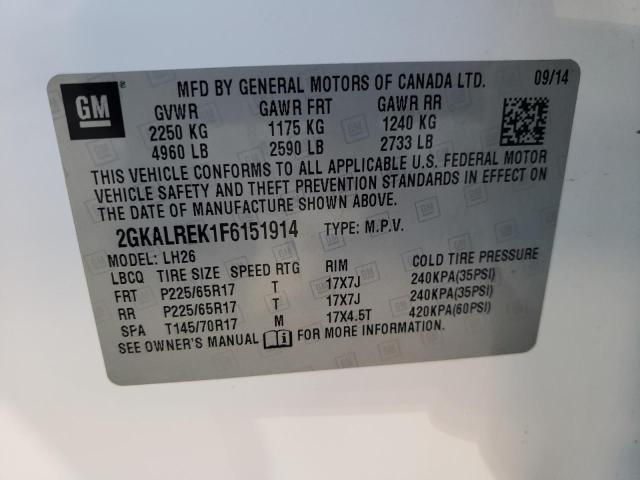 GM
MFD BY GENERAL MOTORS OF CANADA LTD. 09/14
GVWR GAWR FRT GAWR RR
2250 KG 1175 KG 1240 KG
4960 LB 2590 LB 2733 LB
THIS VEHICLE CONFORMS TO ALL APPLICABLE U.S. FEDERAL MOTOR
VEHICLE SAFETY AND THEFT PREVENTION STANDARDS IN EFFECT ON
THE DATE OF MANUFACTURE SHOWN ABOVE.
2GKALREK1F6151914 TYPE: M.P.V.
MODEL: LH26
LBCQ TIRE SIZE SPEED RTG RIM COLD TIRE PRESSURE
FRT P225/65R17 T 17X7J 240KPA(35PSI)
RR P225/65R17 T 17X7J 240KPA(35PSI)
SPA T145/70R17 M 17X4.5T 420KPA(60PSI)
SEE OWNER'S MANUAL